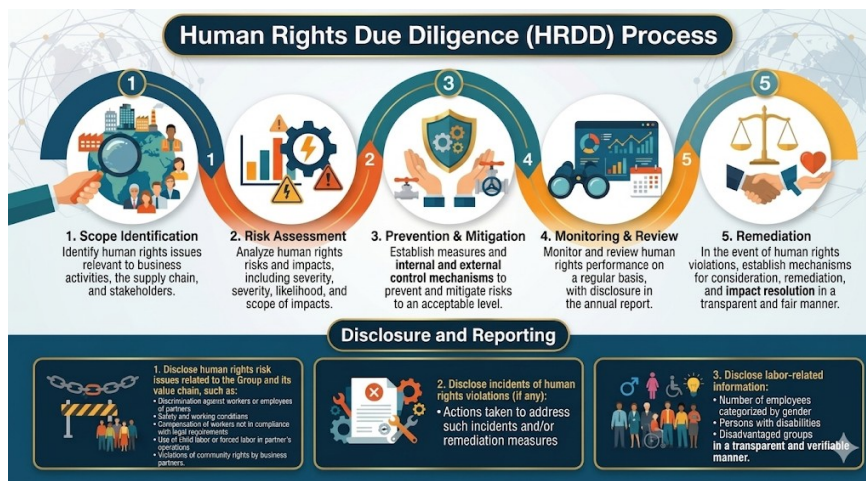 Human Rights Due Diligence (HRDD) Process
1
3
5
1
2
4
5
1. Scope Identification
Identify human rights issues
relevant to business
activities, the supply chain,
and stakeholders.
2. Risk Assessment
Analyze human rights
risks and impacts,
including severity,
severity, likelihood, and
scope of impacts.
3. Prevention & Mitigation
Establish measures and
internal and external
control mechanisms to
prevent and mitigate risks
to an acceptable level.
4. Monitoring & Review
Monitor and review human
rights performance on
a regular basis,
with disclosure in
the annual report.
5. Remediation
In the event of human rights
violations, establish mechanisms
for consideration, remediation,
and impact resolution in a
transparent and fair manner.
Disclosure and Reporting
1. Disclose human rights risk
issues related to the Group and its
value chain, such as:
• Discrimination against workers or employees
of partners
• Safety and working conditions
• Corpensation of workers not in compliance
with legal requirements
• Use of child labor or forced labor in partner's
operations
• Violations of community rights by business
partners.
2. Disclose incidents of human
rights violations (if any):
• Actions taken to address
such incidents and/or
remediation measures
3. Disclose labor-related
information:
• Number of employees
categorized by gender
• Persons with disabilities
• Disadvantaged groups
in a transparent and verifiable
manner.